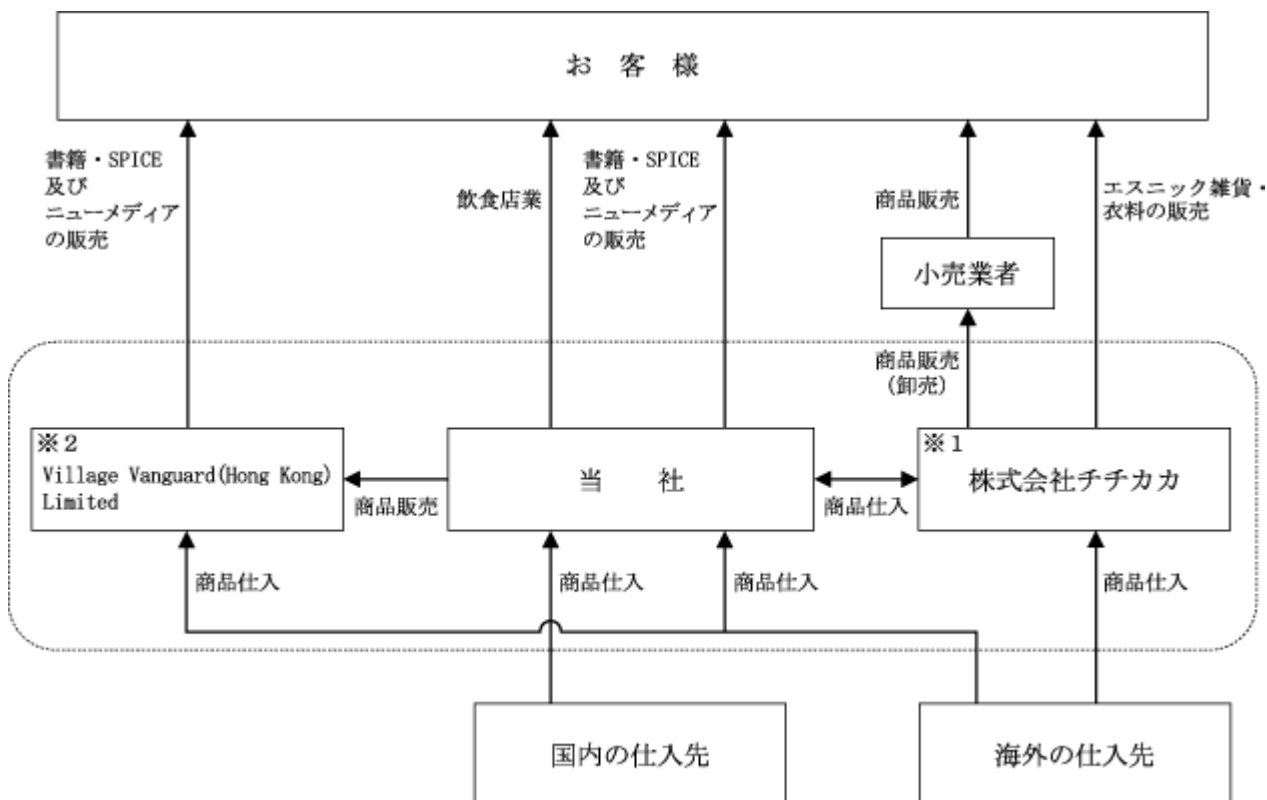 お客様
書籍・SPICE
及び
ニューメディア
の販売
飲食店業
書籍・SPICE
及び
ニューメディア
の販売
商品販売
エスニック雑貨・
衣料の販売
小売業者
商品販売
(卸売)
※2
Village Vanguard(Hong Kong)
Limited
商品販売
当社
商品仕入
※1
株式会社チチカカ
商品仕入
商品仕入
商品仕入
商品仕入
国内の仕入先
海外の仕入先